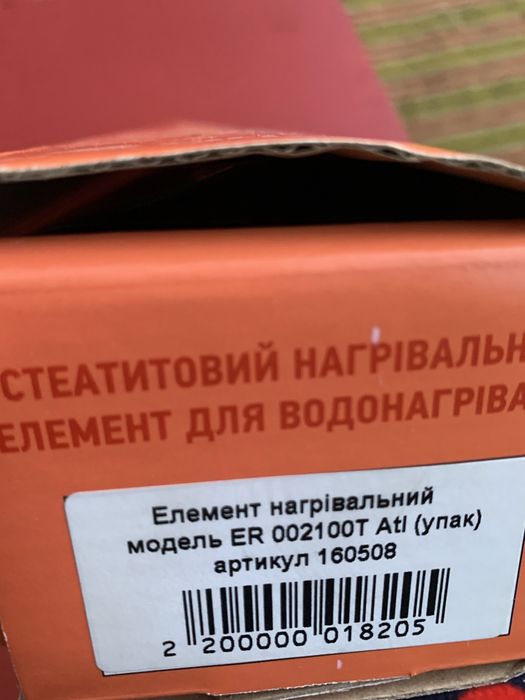 СТЕАТИТОВИЙ НАГРІВАЛЬН
ЕЛЕМЕНТ ДЛЯ ВОДОНАГРІВА
Елемент нагрівальний
модель ER 002100T Atl (упак)
артикул 160508
2 200000 018205